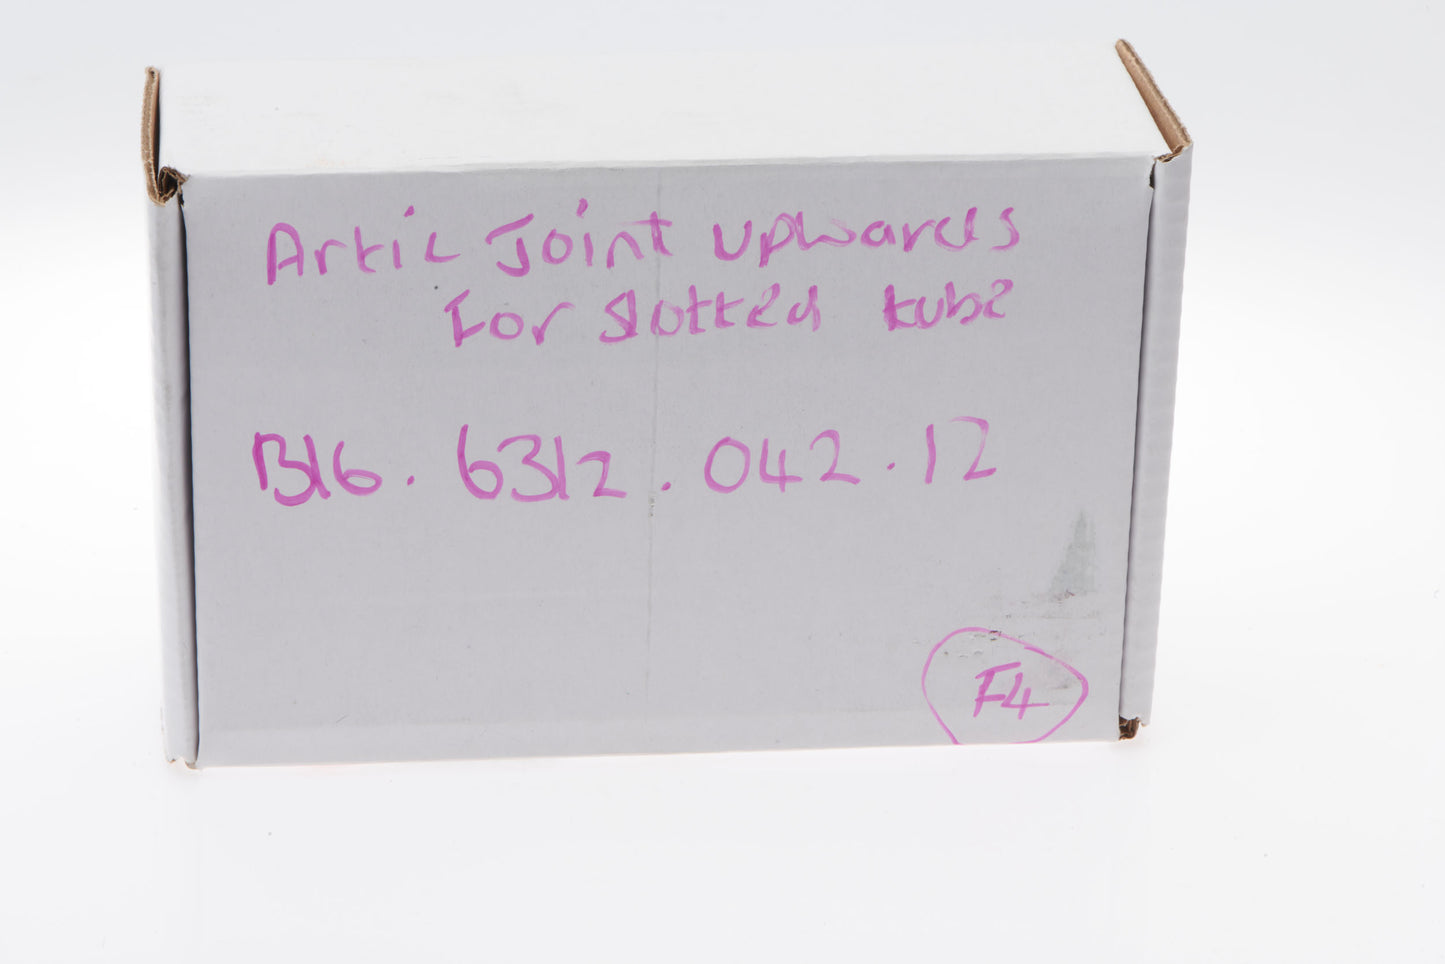 Artic Joint upwards
For slotted tube
B16. 6312.042.12
F4